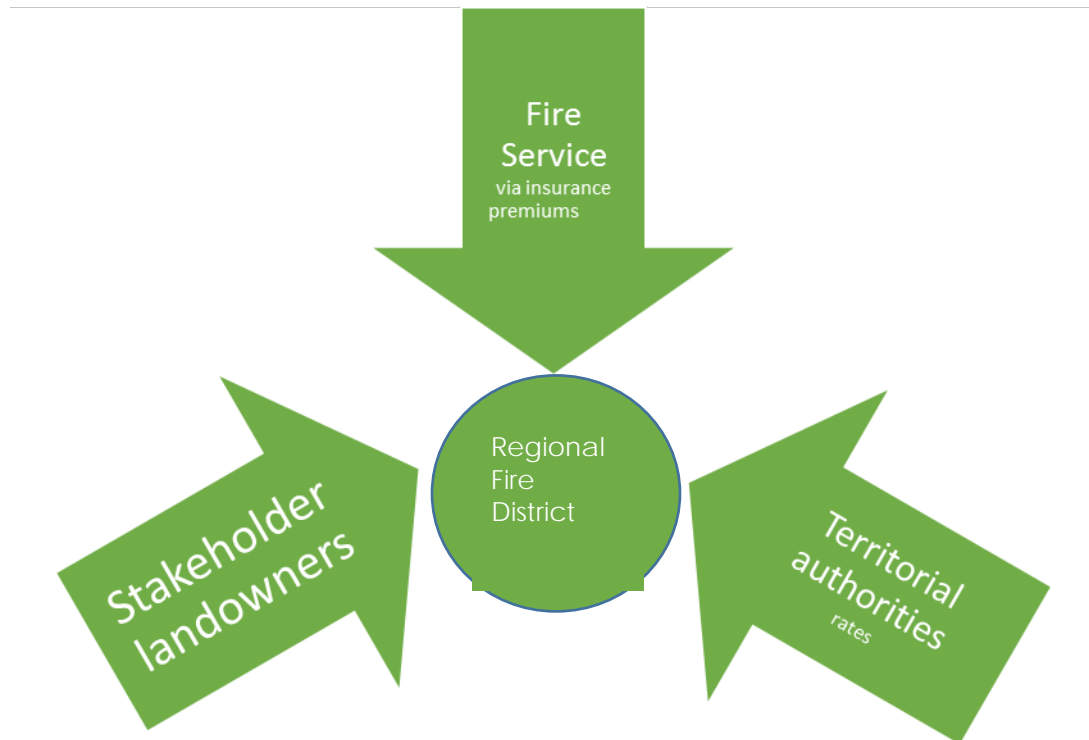 Fire
Service
via insurance
premiums
Regional
Fire
District
Stakeholder
landowners
Territorial
authorities
rates